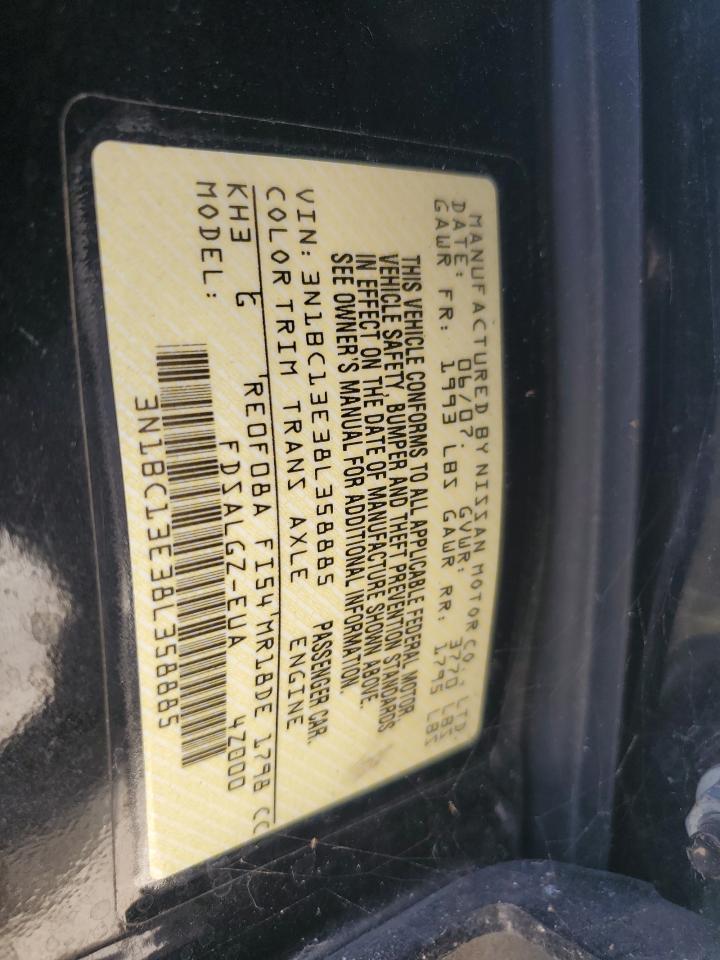 MANUFACTURED BY NISSAN MOTOR CO., LTD.
DATE: 06/07. GVWR: 3770 LBS
GAWR FR: 1993 LBS GAWR RR: 1795 LBS
THIS VEHICLE CONFORMS TO ALL APPLICABLE FEDERAL MOTOR
VEHICLE SAFETY, BUMPER AND THEFT PREVENTION STANDARDS
IN EFFECT ON THE DATE OF MANUFACTURE SHOWN ABOVE.
SEE OWNER'S MANUAL FOR ADDITIONAL INFORMATION.
VIN: 3N1BC13E38L358885 PASSENGER CAR.
COLOR TRIM TRANS AXLE ENGINE
KH3 G RE0F08A FI54 MR18DE 1798 CC
MODEL: FDSALGZ-EUA 4Z000
3N1BC13E38L358885